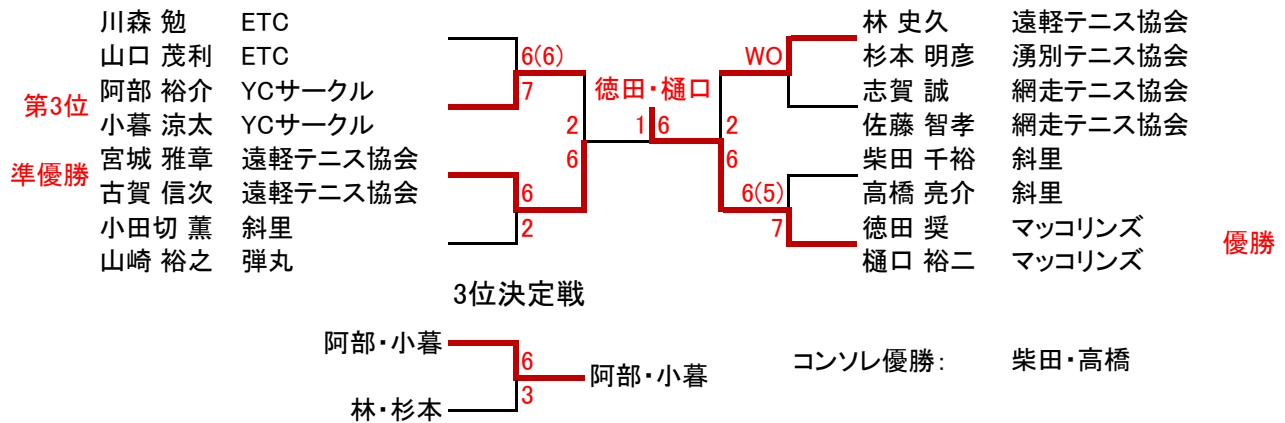 川森 勉 ETC 林 史久 遠軽テニス協会
山口 茂利 ETC 6(6) WO 杉本 明彦 湧別テニス協会
第3位 阿部 裕介 YCサークル 7 徳田・樋口 志賀 誠 網走テニス協会
小暮 涼太 YCサークル 2 1 6 2 佐藤 智孝 網走テニス協会
準優勝 宮城 雅章 遠軽テニス協会 6 6 柴田 千裕 斜里
古賀 信次 遠軽テニス協会 6 6(5) 高橋 亮介 斜里
小田切 薫 斜里 2 7 徳田 奨 マッコリンズ 優勝
山崎 裕之 弾丸 樋口 裕二 マッコリンズ
3位決定戦
阿部・小暮 6 阿部・小暮 コンソレ優勝: 柴田・高橋
林・杉本 3